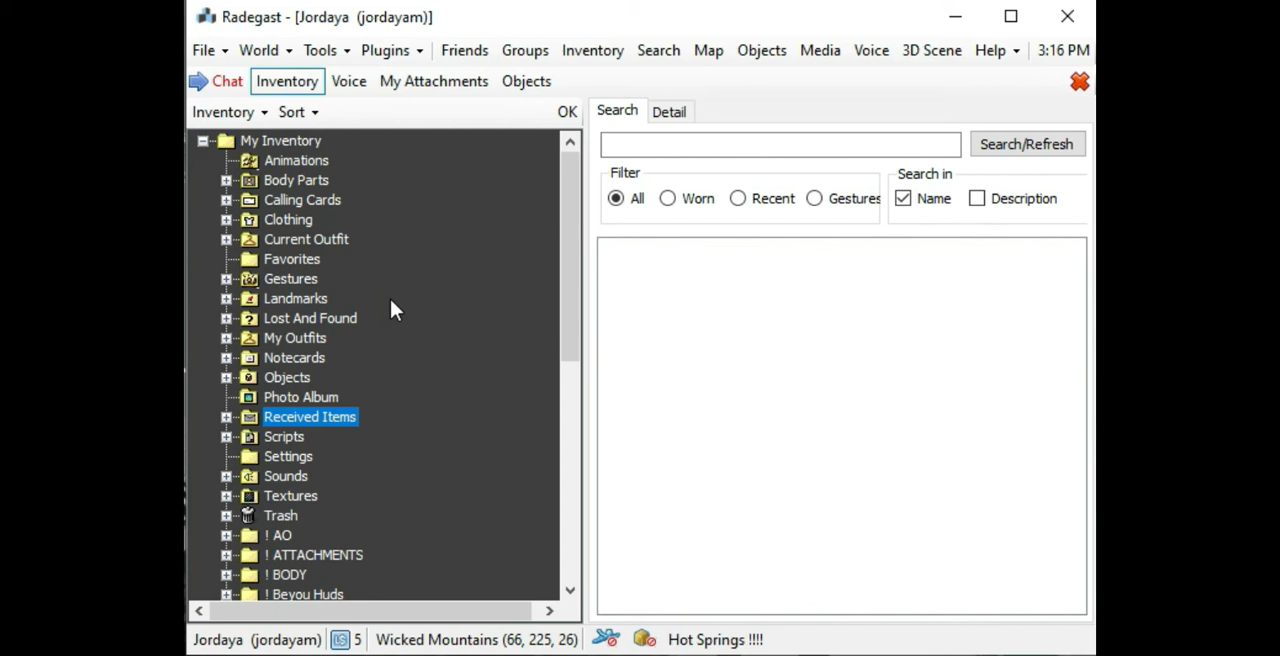 Radegast - [Jordaya (jordayam)]
File World Tools Plugins Friends Groups Inventory Search Map Objects Media Voice 3D Scene Help 3:16 PM
Chat Inventory Voice My Attachments Objects
Inventory Sort OK
Search Detail
Search/Refresh
Filter
All Worn Recent Gestures
Search in
Name Description
My Inventory
Animations
Body Parts
Calling Cards
Clothing
Current Outfit
Favorites
Gestures
Landmarks
Lost And Found
My Outfits
Notecards
Objects
Photo Album
Received Items
Scripts
Settings
Sounds
Textures
Trash
! AO
! ATTACHMENTS
! BODY
! Beyou Huds
Jordaya (jordayam) L$ 5 Wicked Mountains (66, 225, 26) Hot Springs !!!!